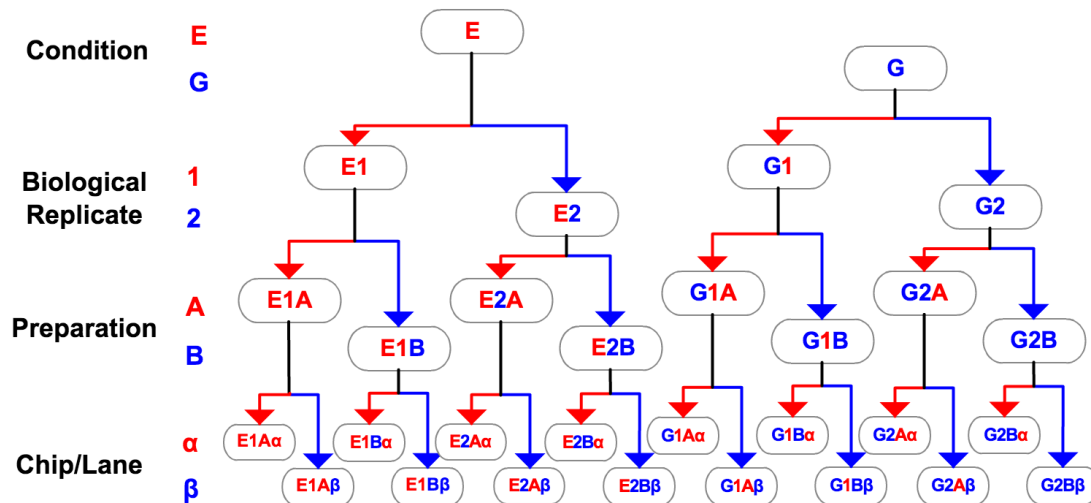 Condition
E
G
E
G
Biological
Replicate
1
2
E1
E2
G1
G2
Preparation
A
B
E1A
E1B
E2A
E2B
G1A
G1B
G2A
G2B
Chip/Lane
α
β
E1Aα
E1Bα
E2Aα
E2Bα
G1Aα
G1Bα
G2Aα
G2Bα
E1Aβ
E1Bβ
E2Aβ
E2Bβ
G1Aβ
G1Bβ
G2Aβ
G2Bβ